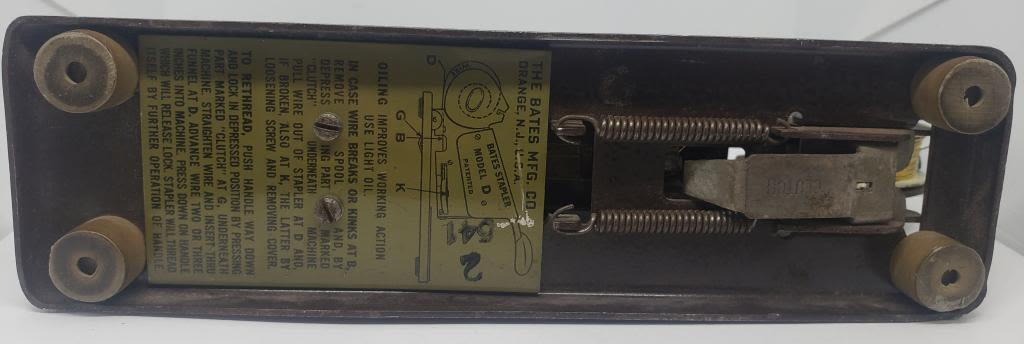 THE BATES MFG. CO.
ORANGE, N.J., U.S.A.
D
BATES STAPLER
MODEL D
PATENTED
G B
K
541
2
OILING IMPROVES WORKING ACTION
USE LIGHT OIL
IN CASE WIRE BREAKS OR KINKS AT B,
REMOVE SPOOL AND BY
DEPRESS ING PART MARKED
"CLUTCH" UNDERNEATH MACHINE
PULL WIRE OUT OF STAPLER AT D AND,
IF BROKEN, ALSO AT K, THE LATTER BY
LOOSENING SCREW AND REMOVING COVER.
TO RETHREAD, PUSH HANDLE WAY DOWN
AND LOCK IN DEPRESSED POSITION BY PRESSING
PART MARKED "CLUTCH" AT G, UNDERNEATH
MACHINE. STRAIGHTEN WIRE AND INSERT THRU
FUNNEL AT D. ADVANCE WIRE TWO OR THREE
INCHES INTO MACHINE. PRESS DOWN ON HANDLE
WHICH WILL RELEASE LOCK. STAPLER WILL THREAD
ITSELF BY FURTHER OPERATION OF HANDLE.
CLUTCH